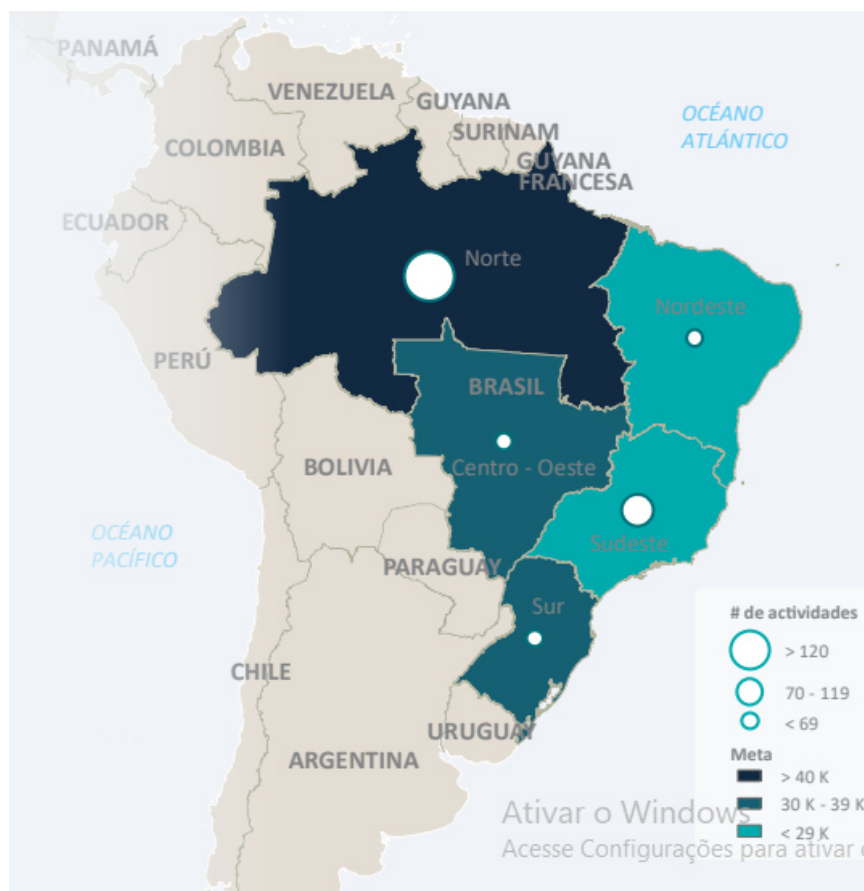 PANAMÁ
VENEZUELA
GUYANA
SURINAM
OCÉANO
ATLÁNTICO
COLOMBIA
GUYANA
FRANCESA
ECUADOR
Norte
Nordeste
PERÚ
BRASIL
BOLIVIA
Centro - Oeste
OCÉANO
PACÍFICO
Sudeste
PARAGUAY
Sur
# de actividades
> 120
70 - 119
< 69
CHILE
URUGUAY
ARGENTINA
Meta
> 40 K
30 K - 39 K
< 29 K
Ativar o Windows
Acesse Configurações para ativar